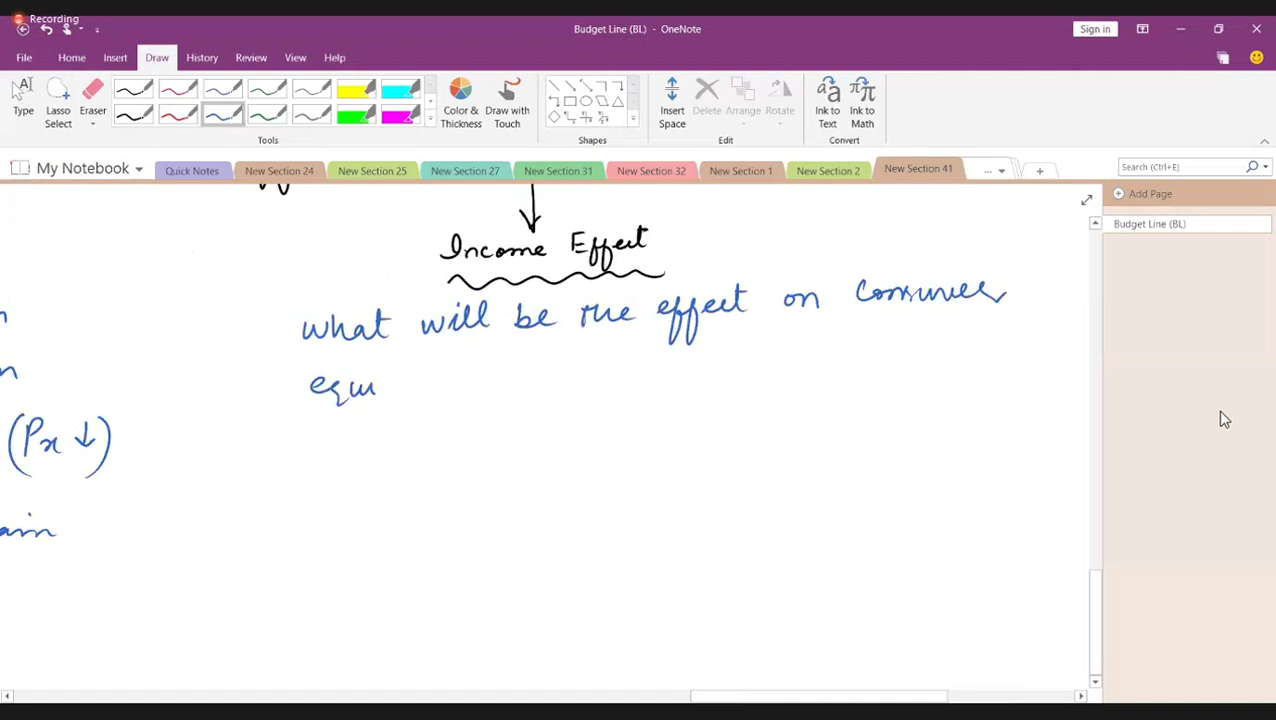 Recording
Budget Line (BL) - OneNote
Sign in
File Home Insert Draw History Review View Help
Type
Lasso Select
Eraser
Color & Thickness
Draw with Touch
Insert Space
Delete
Arrange
Rotate
Ink to Text
Ink to Math
Tools
Shapes
Edit
Convert
My Notebook
Quick Notes
New Section 24
New Section 25
New Section 27
New Section 31
New Section 32
New Section 1
New Section 2
New Section 41
Search (Ctrl+E)
Add Page
Budget Line (BL)
Income Effect
what will be the effect on consumer
equi
(Px ↓)